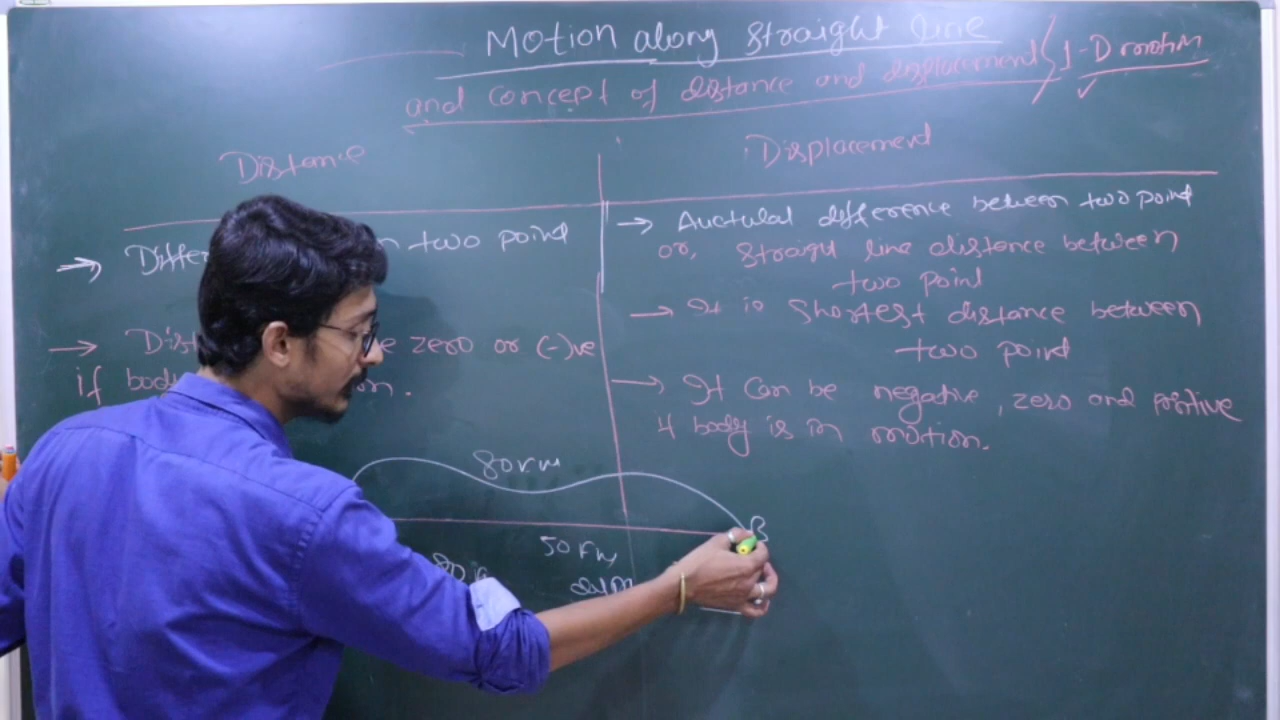 Motion along straight line
and concept of distance and displacement 1-D motion
Distance
Displacement
→ two point
→ zero or (-)ve
if
→ Auctulal difference between two point
or, straight line distance between
two point
→ It is shortest distance between
two point
→ It can be negative, zero and positive
if body is in motion.
80 km
B
50 km